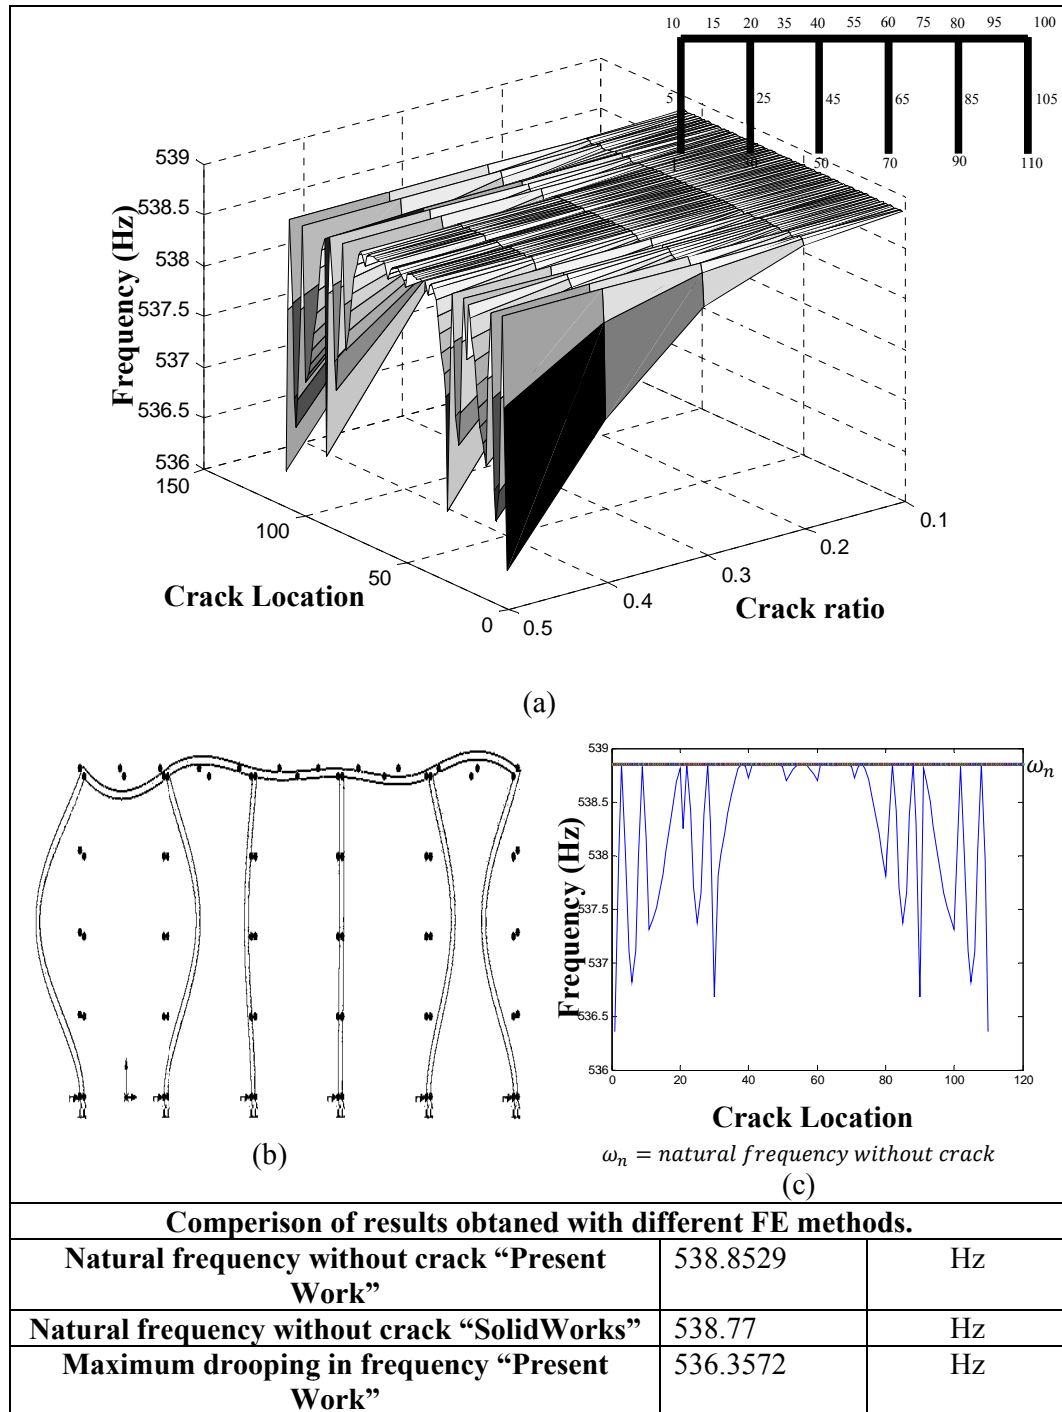 10 15 20 35 40 55 60 75 80 95 100
5 25 45 65 85 105
50 70 90 110
539
538.5
538
537.5
537
536.5
536
Frequency (Hz)
150
100
50
0
Crack Location
0.5
0.4
0.3
0.2
0.1
Crack ratio
(a)
(b)
539
538.5
538
537.5
537
536.5
536
Frequency (Hz)
ωn
0 20 40 60 80 100 120
Crack Location
ωn = natural frequency without crack
(c)
Comperison of results obtaned with different FE methods.
Natural frequency without crack “Present
Work” 538.8529 Hz
Natural frequency without crack “SolidWorks” 538.77 Hz
Maximum drooping in frequency “Present
Work” 536.3572 Hz